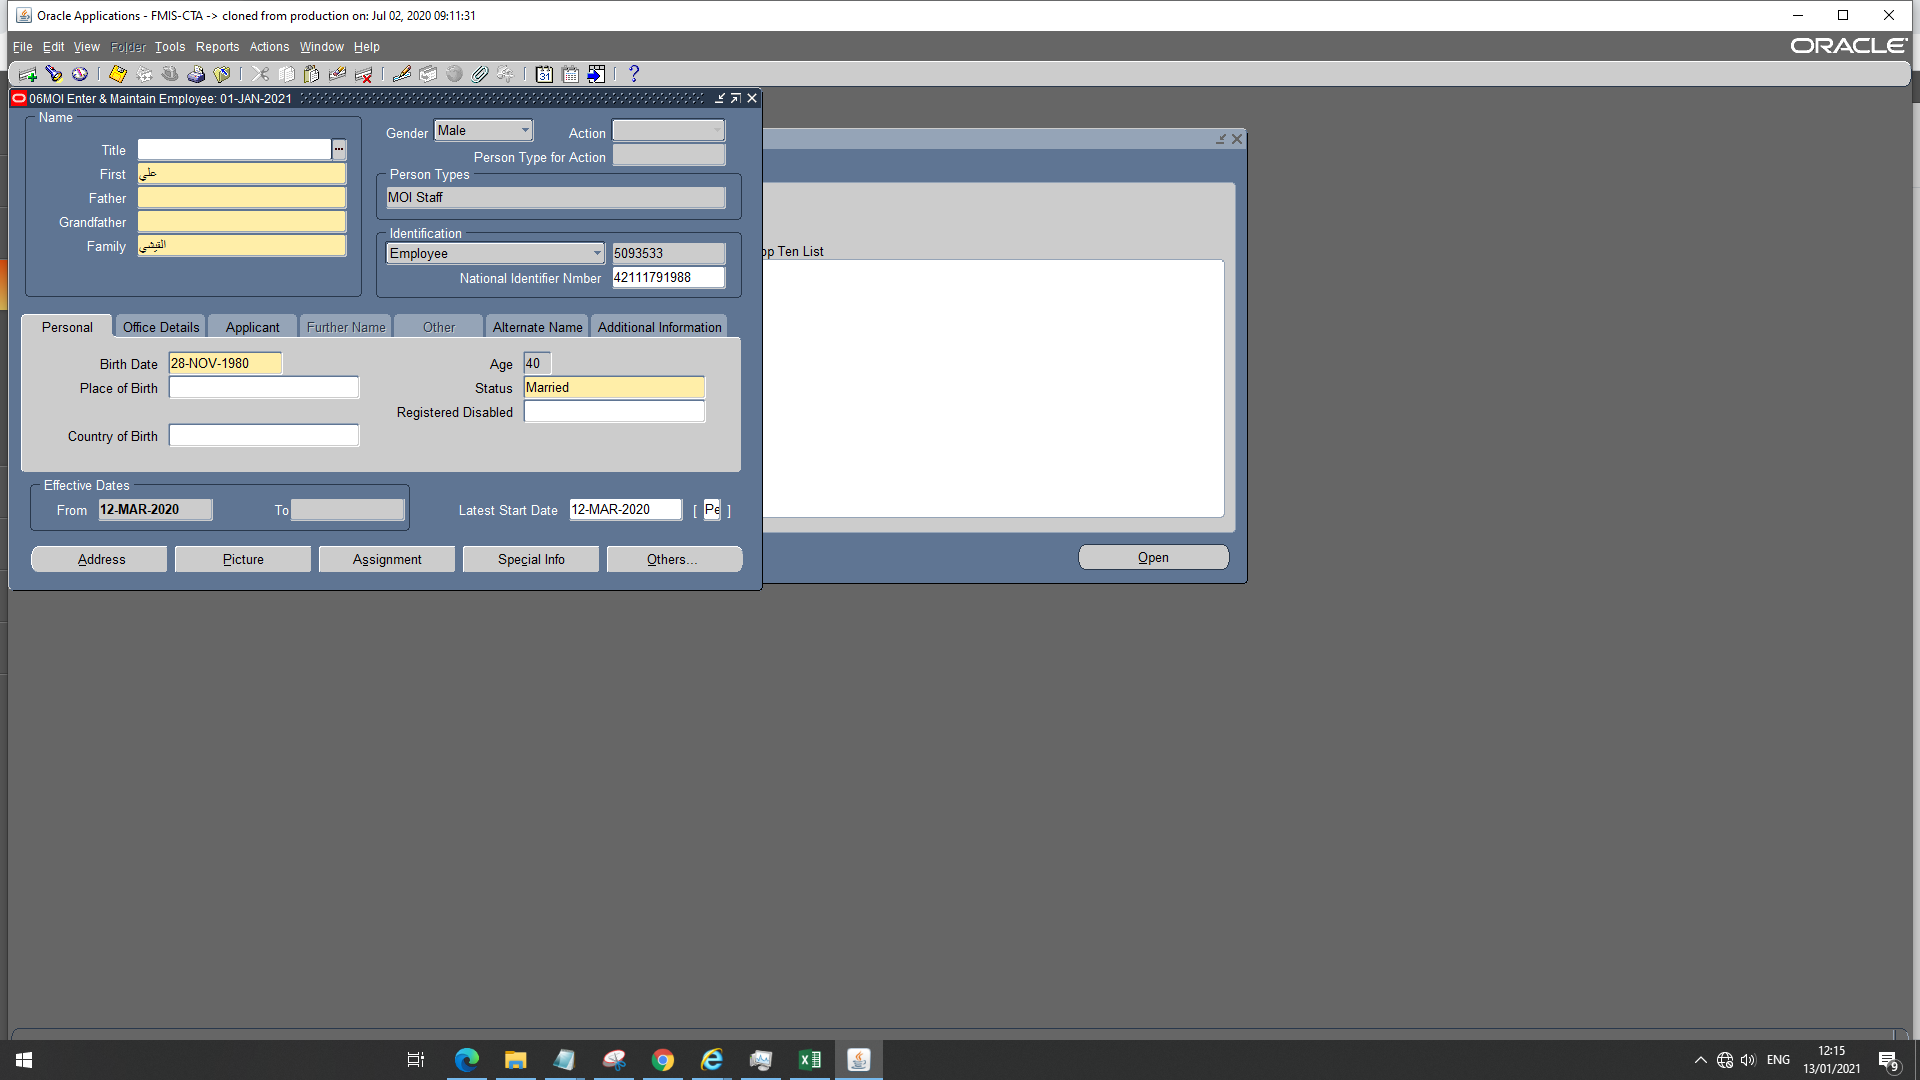 Oracle Applications - FMIS-CTA -> cloned from production on: Jul 02, 2020 09:11:31
File Edit View Folder Tools Reports Actions Window Help
ORACLE
06MOI Enter & Maintain Employee: 01-JAN-2021
Name
Title
First علي
Father
Grandfather
Family القيشي
Gender Male
Action
Person Type for Action
Person Types
MOI Staff
Identification
Employee 5093533
National Identifier Nmber 42111791988
Personal Office Details Applicant Further Name Other Alternate Name Additional Information
Birth Date 28-NOV-1980
Age 40
Place of Birth
Status Married
Registered Disabled
Country of Birth
Effective Dates
From 12-MAR-2020 To
Latest Start Date 12-MAR-2020 [ Pe ]
Address Picture Assignment Special Info Others...
op Ten List
Open
ENG
12:15
13/01/2021
9